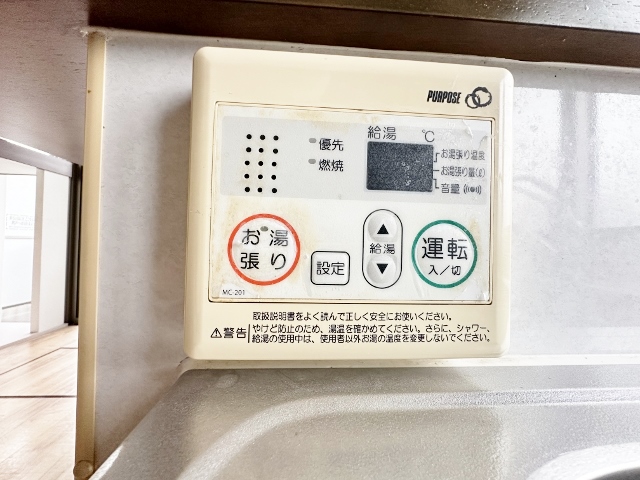 PURPOSE
優先
燃焼
給湯 ℃
お湯張り温度
お湯張り量(ℓ)
音量
お湯
張り
設定
▲
給湯
▼
運転
入/切
MC-201
取扱説明書をよく読んで正しく安全にお使いください。
⚠警告
やけど防止のため、湯温を確かめてください。さらに、シャワー、
給湯の使用中は、使用者以外お湯の温度を変更しないでください。